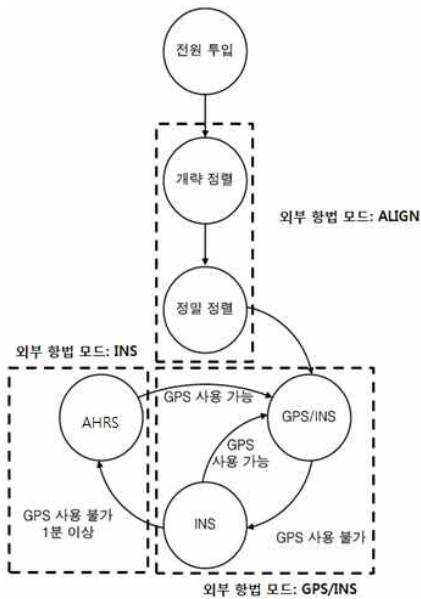 전원 투입
개략 정렬
외부 항법 모드: ALIGN
정밀 정렬
외부 항법 모드: INS
GPS 사용 가능
AHRS
GPS/INS
GPS
사용 가능
GPS 사용 불가
1분 이상
INS
GPS 사용 불가
외부 항법 모드: GPS/INS